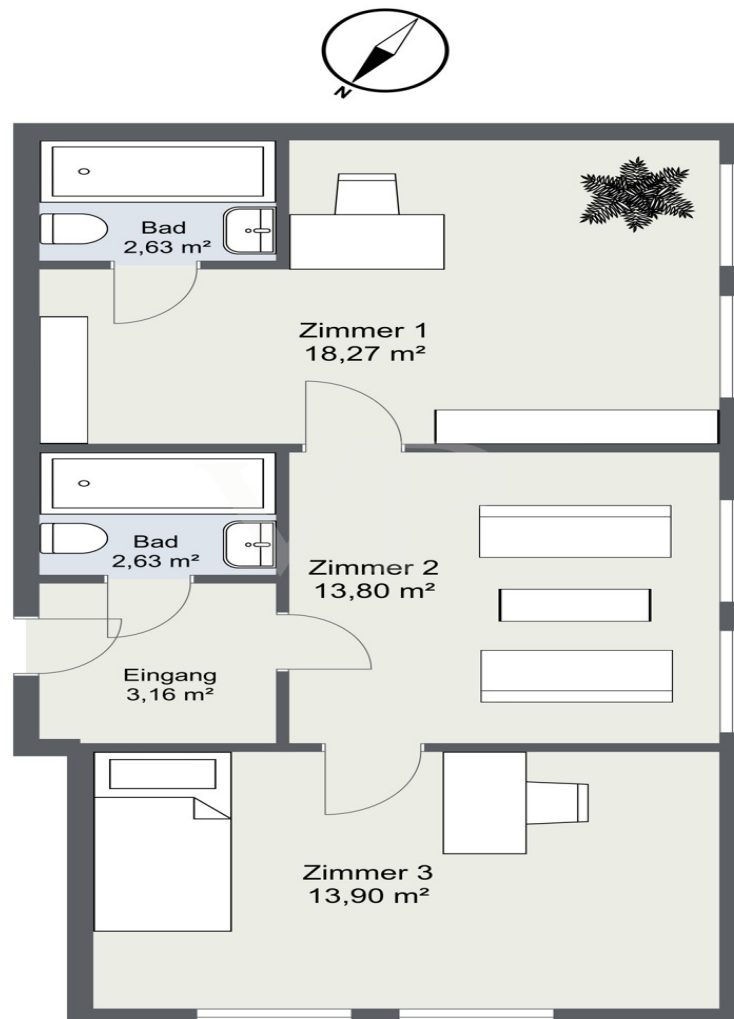 N
Bad
2,63 m²
Zimmer 1
18,27 m²
Bad
2,63 m²
Zimmer 2
13,80 m²
Eingang
3,16 m²
Zimmer 3
13,90 m²